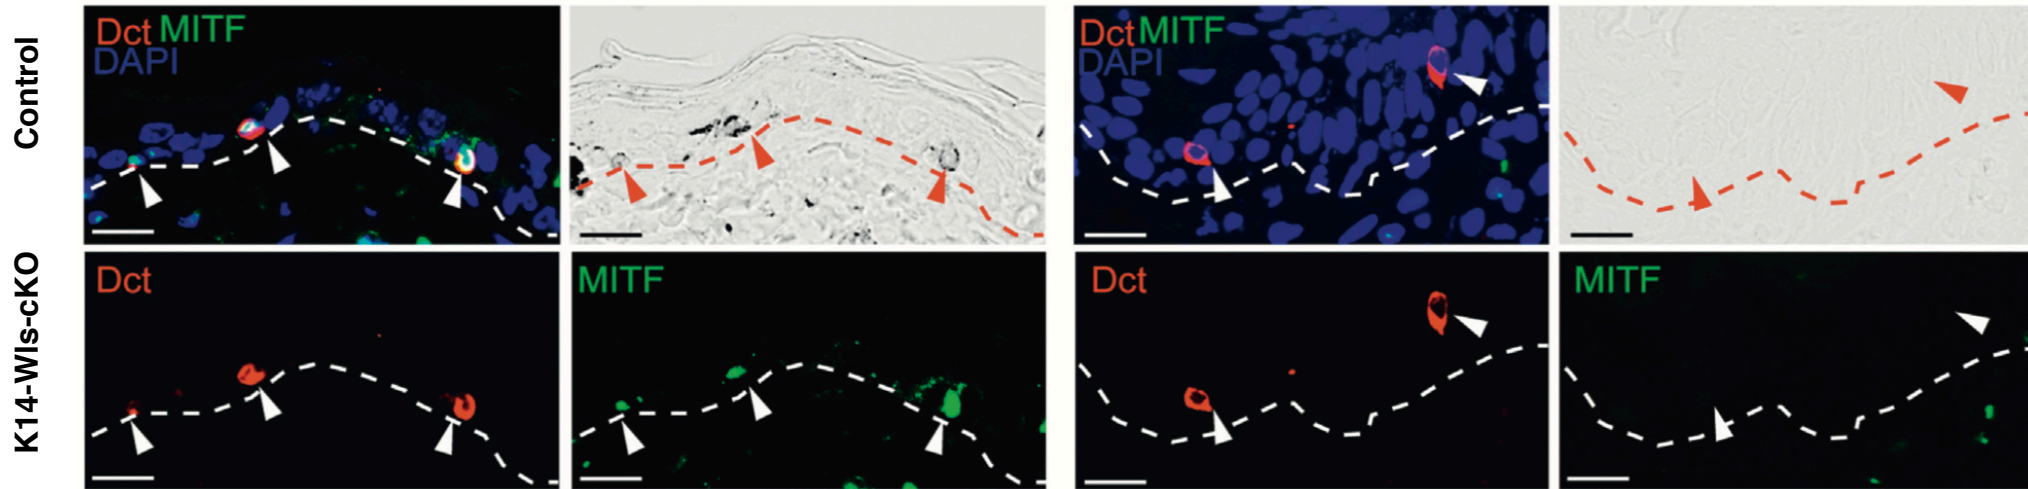 Control
Dct MITF
DAPI
Dct MITF
DAPI
K14-Wls-cKO
Dct
MITF
Dct
MITF